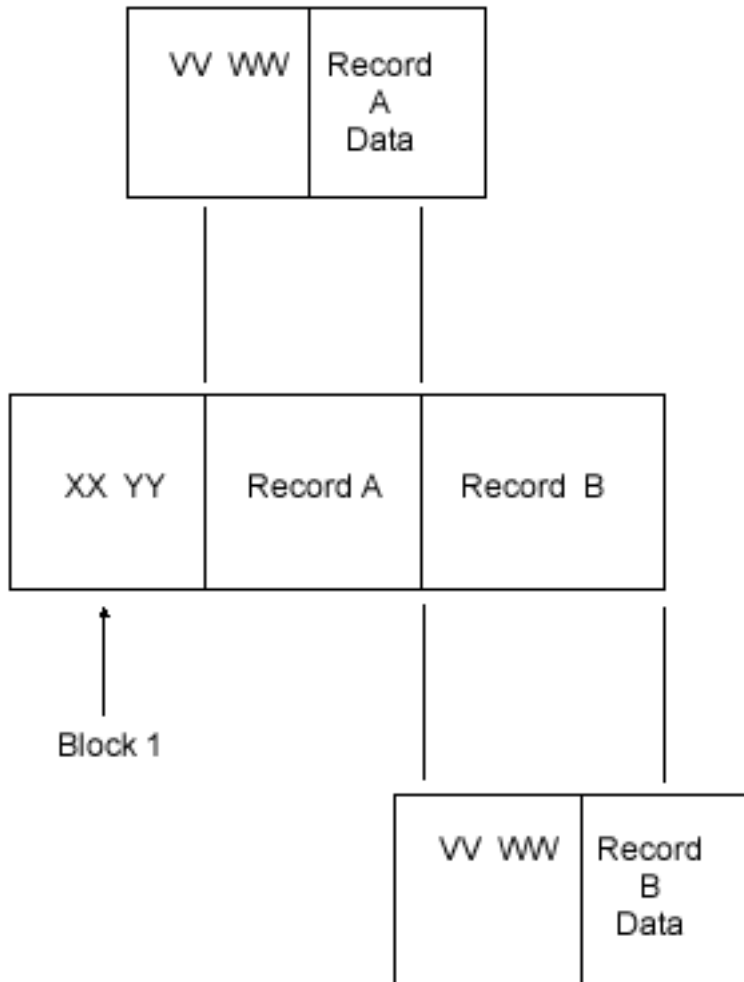 VV WW
Record
A
Data
XX YY
Record A
Record B
Block 1
VV WW
Record
B
Data